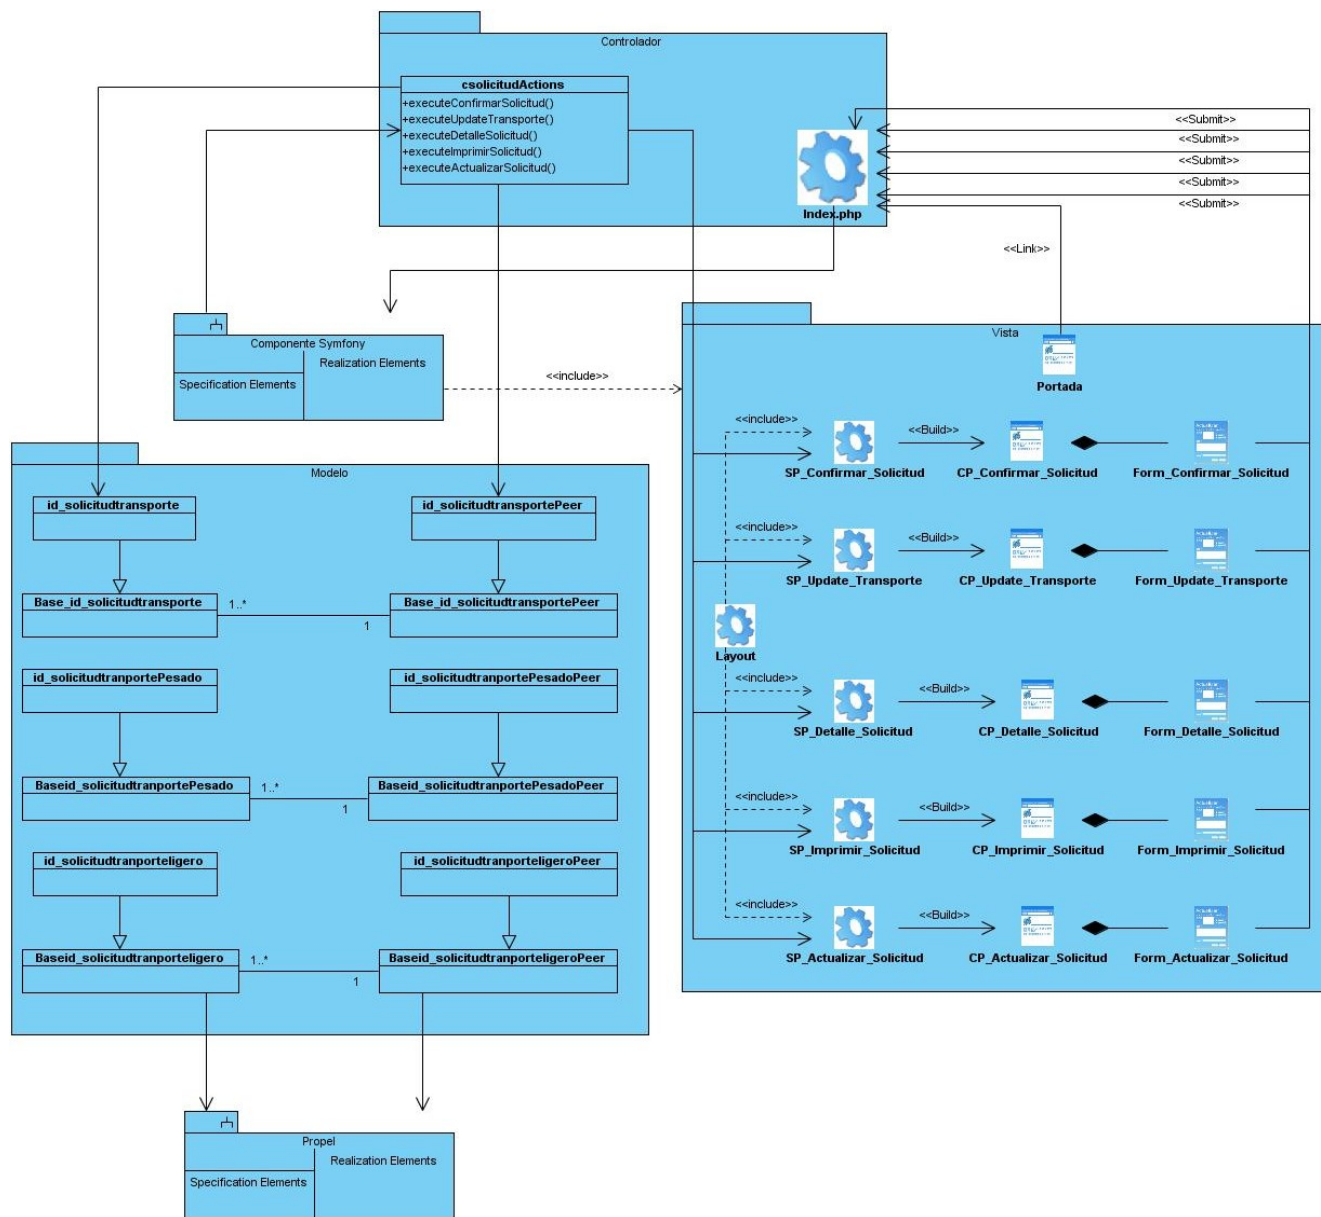 Controlador
csolicitudActions
+executeConfirmarSolicitud()
+executeUpdateTransporte()
+executeDetalleSolicitud()
+executeImprimirSolicitud()
+executeActualizarSolicitud()
Index.php
<<Submit>>
<<Submit>>
<<Submit>>
<<Submit>>
<<Submit>>
<<Link>>
Componente Symfony
Realization Elements
Specification Elements
<<include>>
Vista
Portada
<<include>>
<<Build>>
SP_Confirmar_Solicitud
CP_Confirmar_Solicitud
Form_Confirmar_Solicitud
<<include>>
<<Build>>
SP_Update_Transporte
CP_Update_Transporte
Form_Update_Transporte
Layout
<<include>>
<<Build>>
SP_Detalle_Solicitud
CP_Detalle_Solicitud
Form_Detalle_Solicitud
<<include>>
<<Build>>
SP_Imprimir_Solicitud
CP_Imprimir_Solicitud
Form_Imprimir_Solicitud
<<include>>
<<Build>>
SP_Actualizar_Solicitud
CP_Actualizar_Solicitud
Form_Actualizar_Solicitud
Modelo
id_solicitudtransporte
id_solicitudtransportePeer
Base_id_solicitudtransporte
1..*
1
Base_id_solicitudtransportePeer
id_solicitudtranportePesado
id_solicitudtranportePesadoPeer
Baseid_solicitudtranportePesado
1..*
1
Baseid_solicitudtranportePesadoPeer
id_solicitudtranporteligero
id_solicitudtranporteligeroPeer
Baseid_solicitudtranporteligero
1..*
1
Baseid_solicitudtranporteligeroPeer
Propel
Realization Elements
Specification Elements